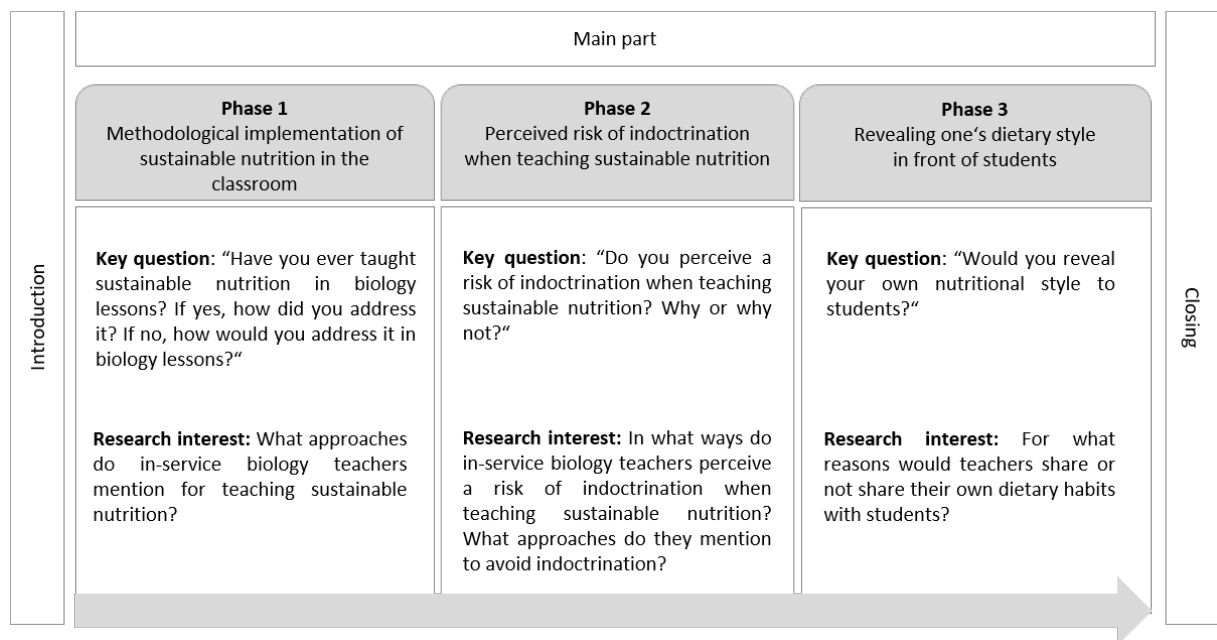 Introduction
Main part
Phase 1
Methodological implementation of
sustainable nutrition in the
classroom
Key question: “Have you ever taught
sustainable nutrition in biology
lessons? If yes, how did you address
it? If no, how would you address it in
biology lessons?“
Research interest: What approaches
do in-service biology teachers
mention for teaching sustainable
nutrition?
Phase 2
Perceived risk of indoctrination
when teaching sustainable nutrition
Key question: “Do you perceive a
risk of indoctrination when teaching
sustainable nutrition? Why or why
not?“
Research interest: In what ways do
in-service biology teachers perceive
a risk of indoctrination when
teaching sustainable nutrition?
What approaches do they mention
to avoid indoctrination?
Phase 3
Revealing one‘s dietary style
in front of students
Key question: “Would you reveal
your own nutritional style to
students?“
Research interest: For what
reasons would teachers share or
not share their own dietary habits
with students?
Closing